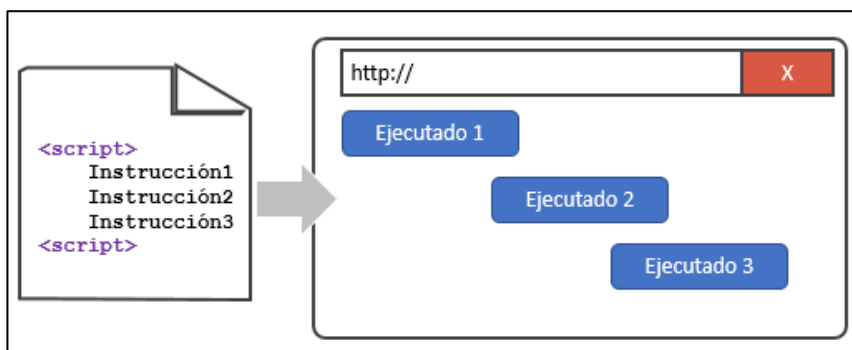 <script>
Instrucción1
Instrucción2
Instrucción3
<script>
http://
X
Ejecutado 1
Ejecutado 2
Ejecutado 3